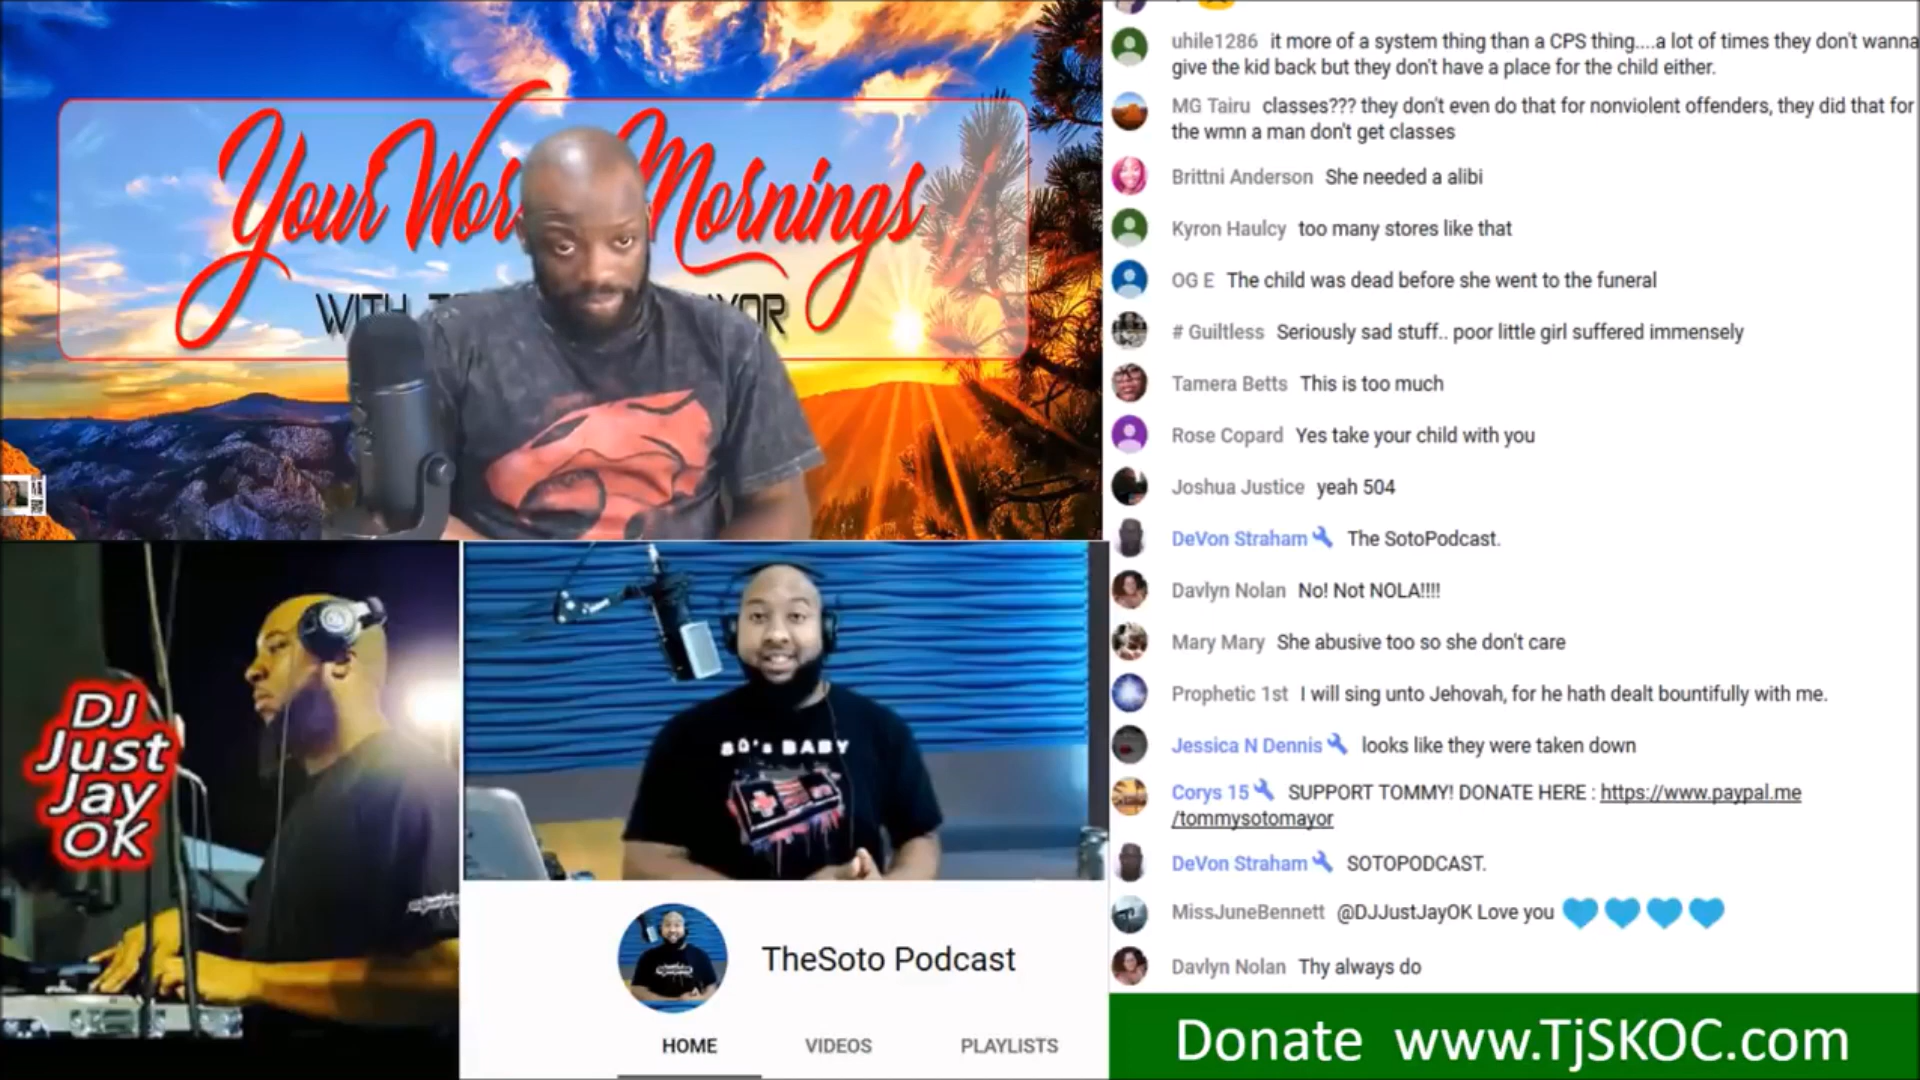 Your Wor Mornings
WITH T YOR
DJ
Just
Jay
OK
80's BABY
TheSoto Podcast
HOME VIDEOS PLAYLISTS
uhile1286 it more of a system thing than a CPS thing....a lot of times they don't wanna
give the kid back but they don't have a place for the child either.
MG Tairu classes??? they don't even do that for nonviolent offenders, they did that for
the wmn a man don't get classes
Brittni Anderson She needed a alibi
Kyron Haulcy too many stores like that
OG E The child was dead before she went to the funeral
# Guiltless Seriously sad stuff.. poor little girl suffered immensely
Tamera Betts This is too much
Rose Copard Yes take your child with you
Joshua Justice yeah 504
DeVon Straham The SotoPodcast.
Davlyn Nolan No! Not NOLA!!!!
Mary Mary She abusive too so she don't care
Prophetic 1st I will sing unto Jehovah, for he hath dealt bountifully with me.
Jessica N Dennis looks like they were taken down
Corys 15 SUPPORT TOMMY! DONATE HERE : https://www.paypal.me
/tommysotomayor
DeVon Straham SOTOPODCAST.
MissJuneBennett @DJJustJayOK Love you
Davlyn Nolan Thy always do
Donate www.TjSKOC.com